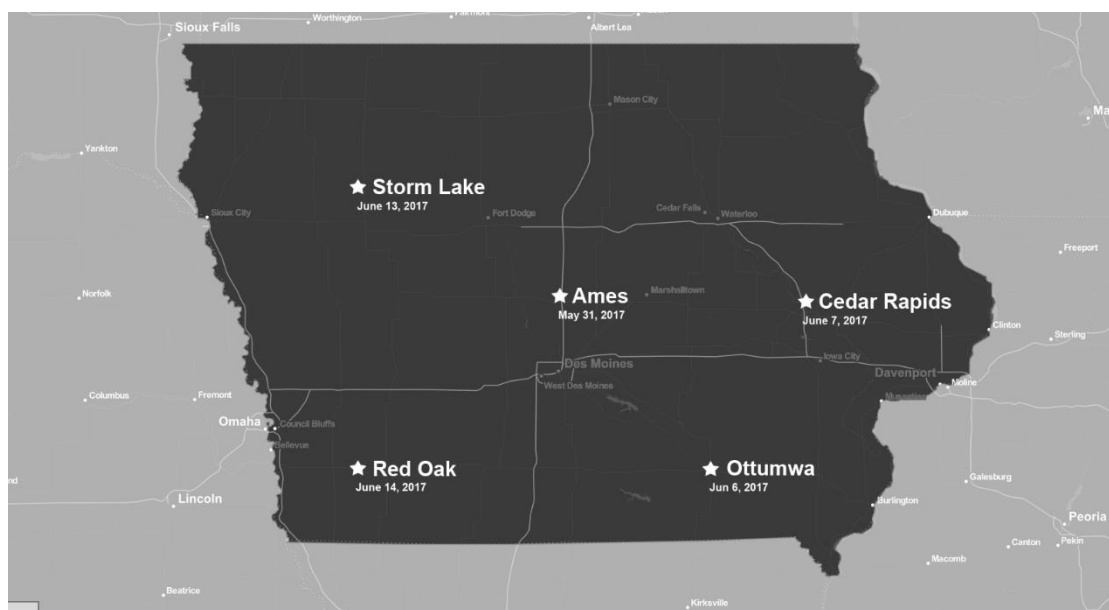 Worthington
Sioux Falls
Albert Lea
Mason City
Yankton
Storm Lake
June 13, 2017
Sioux City
Fort Dodge
Cedar Falls
Waterloo
Dubuque
Freeport
Norfolk
Ames
May 31, 2017
Marshalltown
Cedar Rapids
June 7, 2017
Clinton
Sterling
Iowa City
Des Moines
West Des Moines
Davenport
Moline
Columbus
Fremont
Omaha
Council Bluffs
Bellevue
Red Oak
June 14, 2017
Ottumwa
Jun 6, 2017
Galesburg
Lincoln
Burlington
Peoria
Canton
Pekin
Macomb
Beatrice
Kirksville